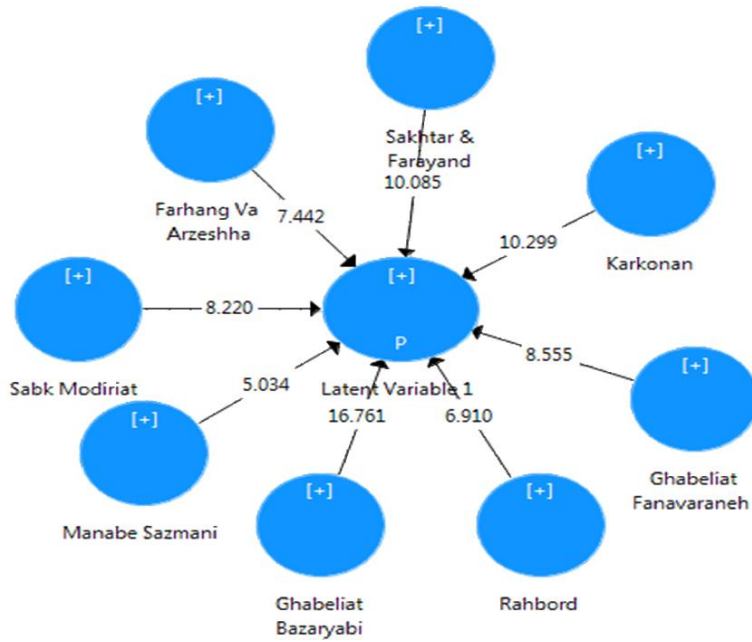 [+]
Sakhtar &
Farayand
10.085
[+]
Farhang Va
Arzeshha
7.442
[+]
Karkonan
10.299
[+]
Sabk Modiriat
8.220
[+]
P
Latent Variable 1
[+]
Ghabeliat
Fanavaraneh
8.555
[+]
Manabe Sazmani
5.034
[+]
Ghabeliat
Bazaryabi
16.761
[+]
Rahbord
6.910